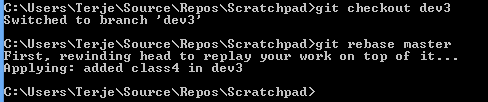 C:\Users\Terje\Source\Repos\Scratchpad>git checkout dev3
Switched to branch 'dev3'
C:\Users\Terje\Source\Repos\Scratchpad>git rebase master
First, rewinding head to replay your work on top of it...
Applying: added class4 in dev3
C:\Users\Terje\Source\Repos\Scratchpad>